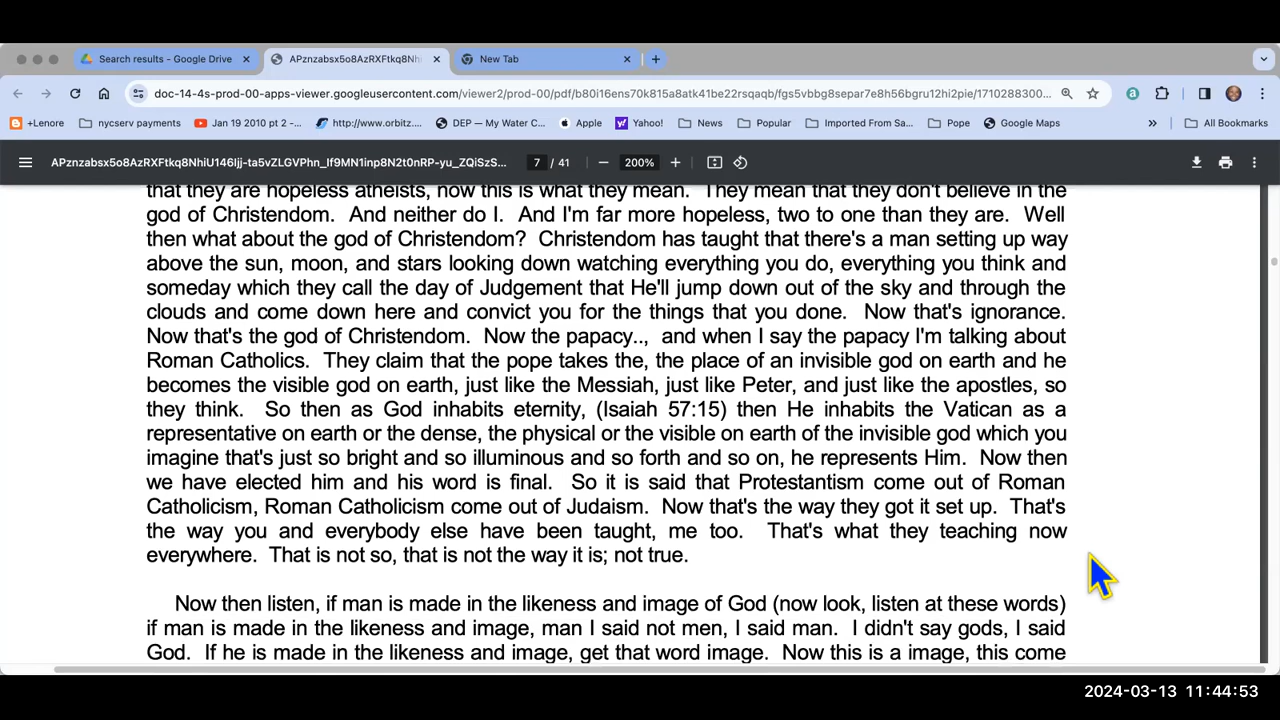 Search results - Google Drive
APznzabsx5o8AzRXFtkq8Nh
New Tab
doc-14-4s-prod-00-apps-viewer.googleusercontent.com/viewer2/prod-00/pdf/b80i16ens70k815a8atk41be22rsqaqb/fgs5vbbg8separ7e8h56bgru12hi2pie/1710288300...
+Lenore
nycserv payments
Jan 19 2010 pt 2 -...
http://www.orbitz....
DEP — My Water C...
Apple
Yahoo!
News
Popular
Imported From Sa...
Pope
Google Maps
All Bookmarks
APznzabsx5o8AzRXFtkq8NhiU146Ijj-ta5vZLGVPhn_If9MN1inp8N2t0nRP-yu_ZQiSzS...
7 / 41
200%
that they are hopeless atheists, now this is what they mean. They mean that they don't believe in the
god of Christendom. And neither do I. And I'm far more hopeless, two to one than they are. Well
then what about the god of Christendom? Christendom has taught that there's a man setting up way
above the sun, moon, and stars looking down watching everything you do, everything you think and
someday which they call the day of Judgement that He'll jump down out of the sky and through the
clouds and come down here and convict you for the things that you done. Now that's ignorance.
Now that's the god of Christendom. Now the papacy.., and when I say the papacy I'm talking about
Roman Catholics. They claim that the pope takes the, the place of an invisible god on earth and he
becomes the visible god on earth, just like the Messiah, just like Peter, and just like the apostles, so
they think. So then as God inhabits eternity, (Isaiah 57:15) then He inhabits the Vatican as a
representative on earth or the dense, the physical or the visible on earth of the invisible god which you
imagine that's just so bright and so illuminous and so forth and so on, he represents Him. Now then
we have elected him and his word is final. So it is said that Protestantism come out of Roman
Catholicism, Roman Catholicism come out of Judaism. Now that's the way they got it set up. That's
the way you and everybody else have been taught, me too. That's what they teaching now
everywhere. That is not so, that is not the way it is; not true.
Now then listen, if man is made in the likeness and image of God (now look, listen at these words)
if man is made in the likeness and image, man I said not men, I said man. I didn't say gods, I said
God. If he is made in the likeness and image, get that word image. Now this is a image, this come
2024-03-13 11:44:53